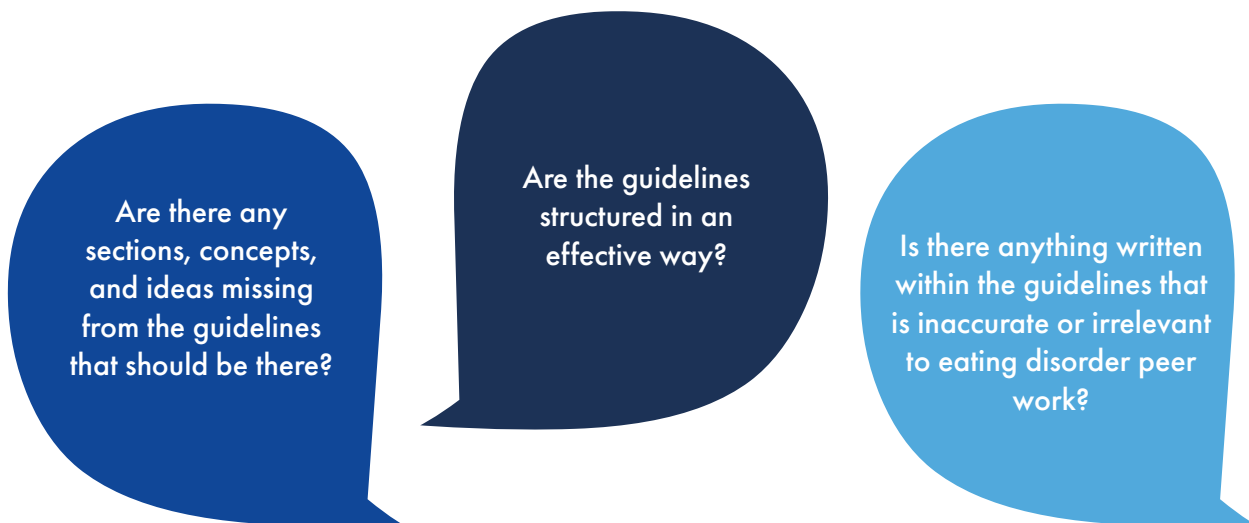 Are there any
sections, concepts,
and ideas missing
from the guidelines
that should be there?
Are the guidelines
structured in an
effective way?
Is there anything written
within the guidelines that
is inaccurate or irrelevant
to eating disorder peer
work?